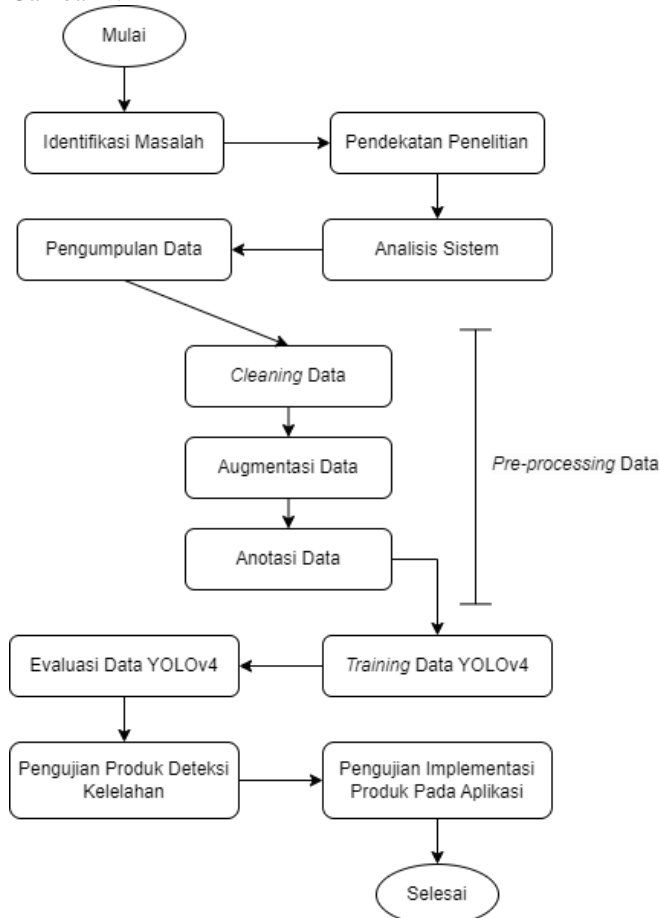 Mulai
Identifikasi Masalah
Pendekatan Penelitian
Analisis Sistem
Pengumpulan Data
Cleaning Data
Augmentasi Data
Pre-processing Data
Anotasi Data
Training Data YOLOv4
Evaluasi Data YOLOv4
Pengujian Produk Deteksi
Kelelahan
Pengujian Implementasi
Produk Pada Aplikasi
Selesai